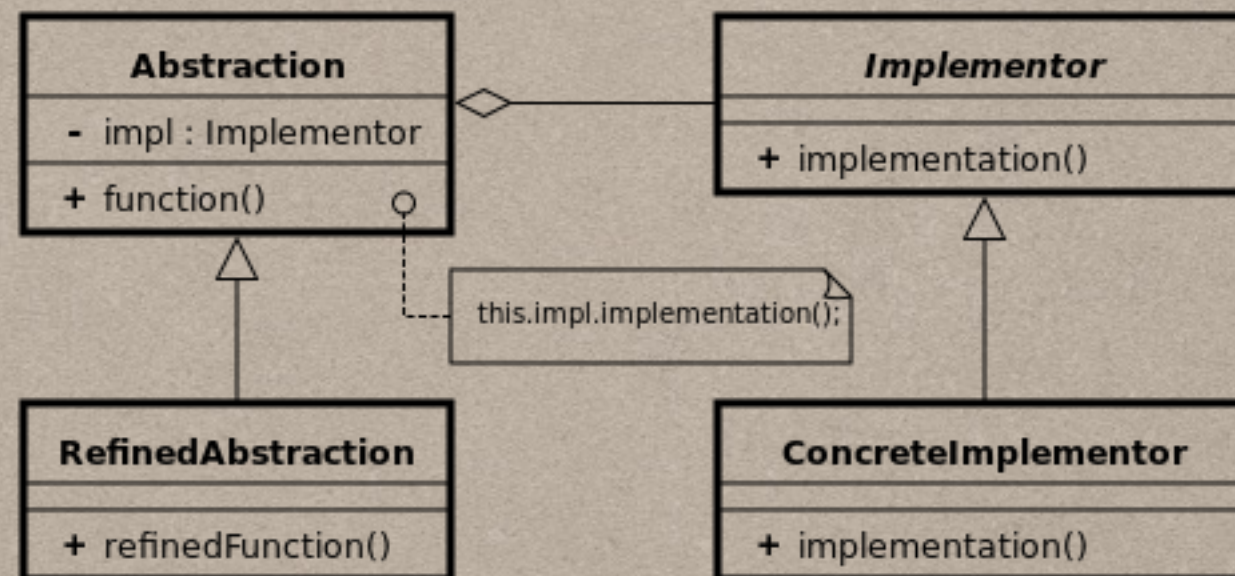 Abstraction
- impl : Implementor
+ function()
Implementor
+ implementation()
this.impl.implementation();
RefinedAbstraction
+ refinedFunction()
ConcreteImplementor
+ implementation()